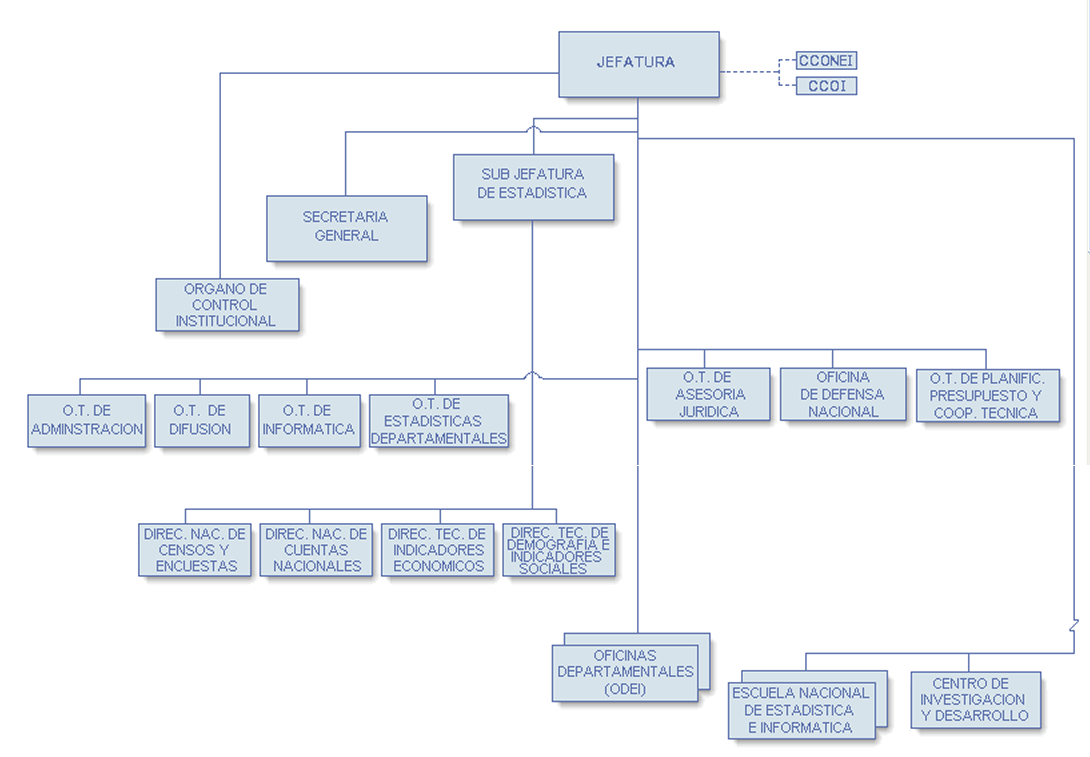 JEFATURA
CCONEI
CCOI
SUB JEFATURA
DE ESTADISTICA
SECRETARIA
GENERAL
ORGANO DE
CONTROL
INSTITUCIONAL
O.T. DE
ASESORIA
JURIDICA
OFICINA
DE DEFENSA
NACIONAL
O.T. DE PLANIFIC.
PRESUPUESTO Y
COOP. TECNICA
O.T. DE
ADMINSTRACION
O.T. DE
DIFUSION
O.T. DE
INFORMATICA
O.T. DE
ESTADISTICAS
DEPARTAMENTALES
DIREC. NAC. DE
CENSOS Y
ENCUESTAS
DIREC. NAC. DE
CUENTAS
NACIONALES
DIREC. TEC. DE
INDICADORES
ECONOMICOS
DIREC. TEC. DE
DEMOGRAFIA E
INDICADORES
SOCIALES
OFICINAS
DEPARTAMENTALES
(ODEI)
ESCUELA NACIONAL
DE ESTADISTICA
E INFORMATICA
CENTRO DE
INVESTIGACION
Y DESARROLLO